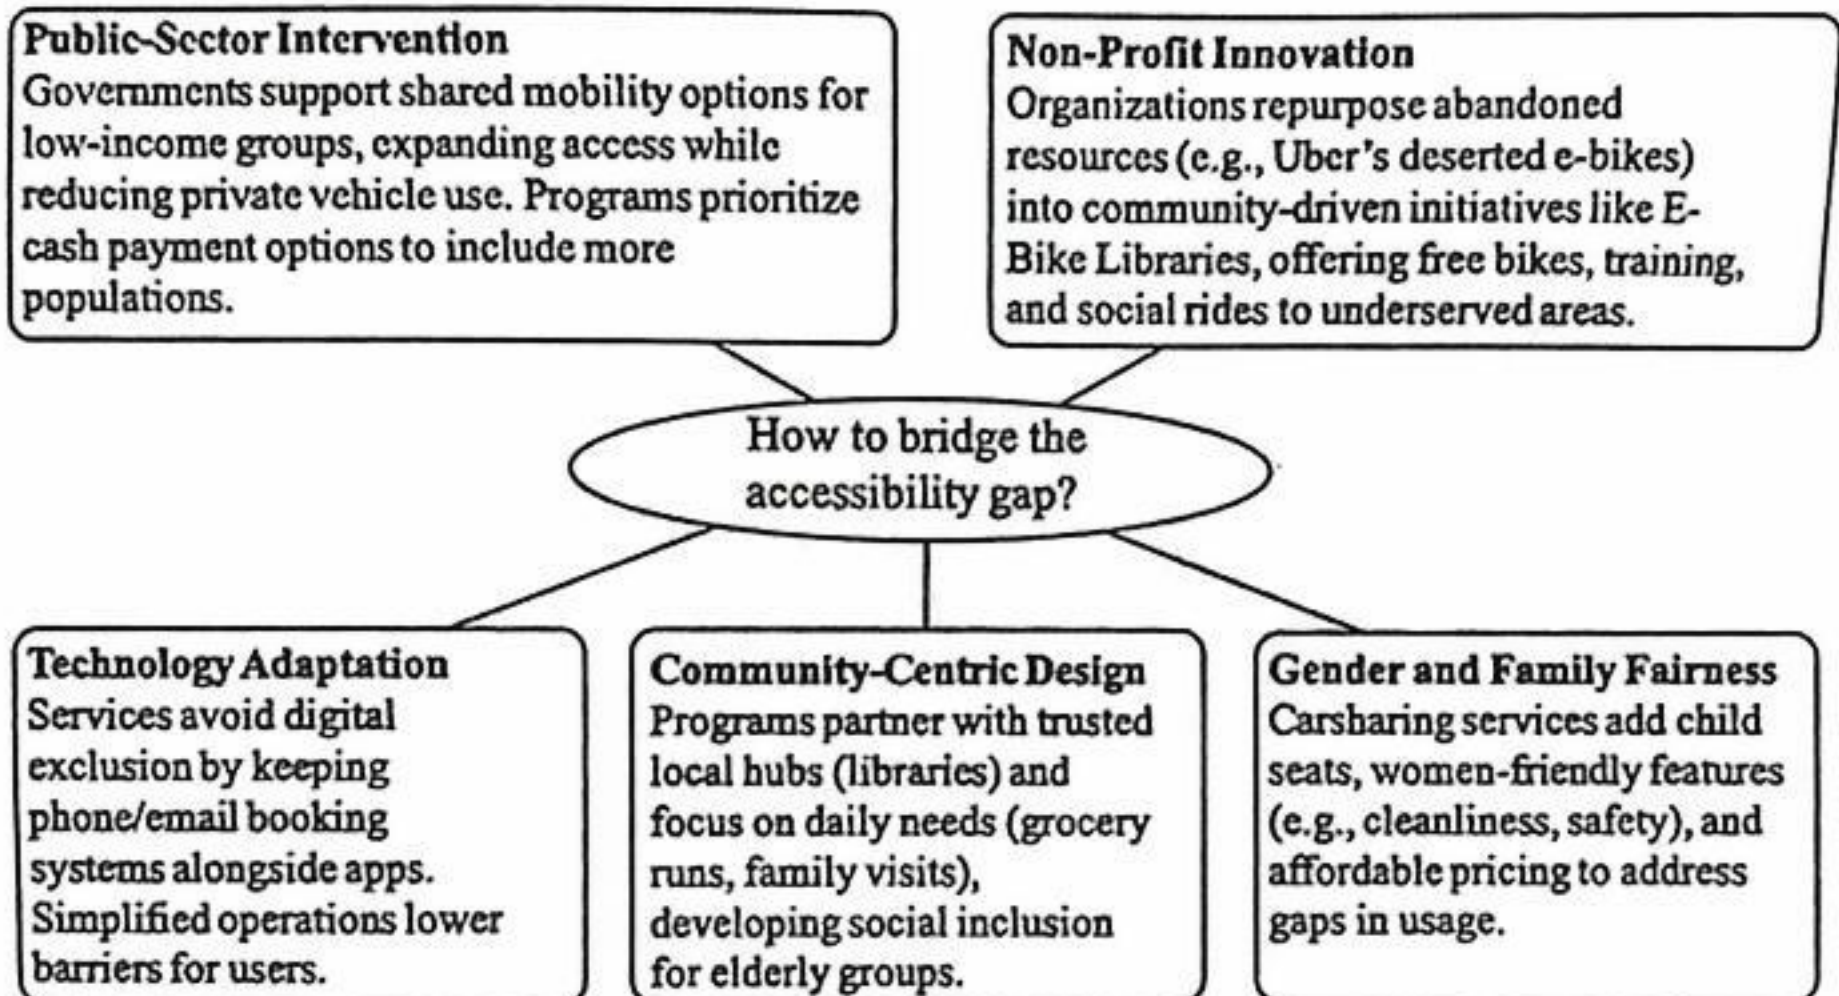 Public-Sector Intervention
Governments support shared mobility options for
low-income groups, expanding access while
reducing private vehicle use. Programs prioritize
cash payment options to include more
populations.
Non-Profit Innovation
Organizations repurpose abandoned
resources (e.g., Uber's deserted e-bikes)
into community-driven initiatives like E-
Bike Libraries, offering free bikes, training,
and social rides to underserved areas.
How to bridge the
accessibility gap?
Technology Adaptation
Services avoid digital
exclusion by keeping
phone/email booking
systems alongside apps.
Simplified operations lower
barriers for users.
Community-Centric Design
Programs partner with trusted
local hubs (libraries) and
focus on daily needs (grocery
runs, family visits),
developing social inclusion
for elderly groups.
Gender and Family Fairness
Carsharing services add child
seats, women-friendly features
(e.g., cleanliness, safety), and
affordable pricing to address
gaps in usage.